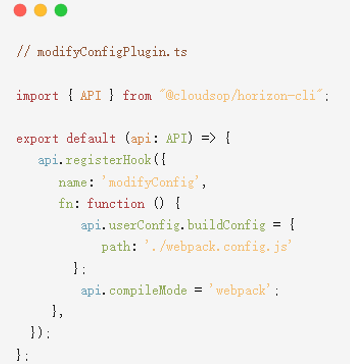 // modifyConfigPlugin.ts
import { API } from "@cloudsop/horizon-cli";
export default (api: API) => {
api.registerHook({
name: 'modifyConfig',
fn: function () {
api.userConfig.buildConfig = {
path: './webpack.config.js'
};
api.compileMode = 'webpack';
},
});
};